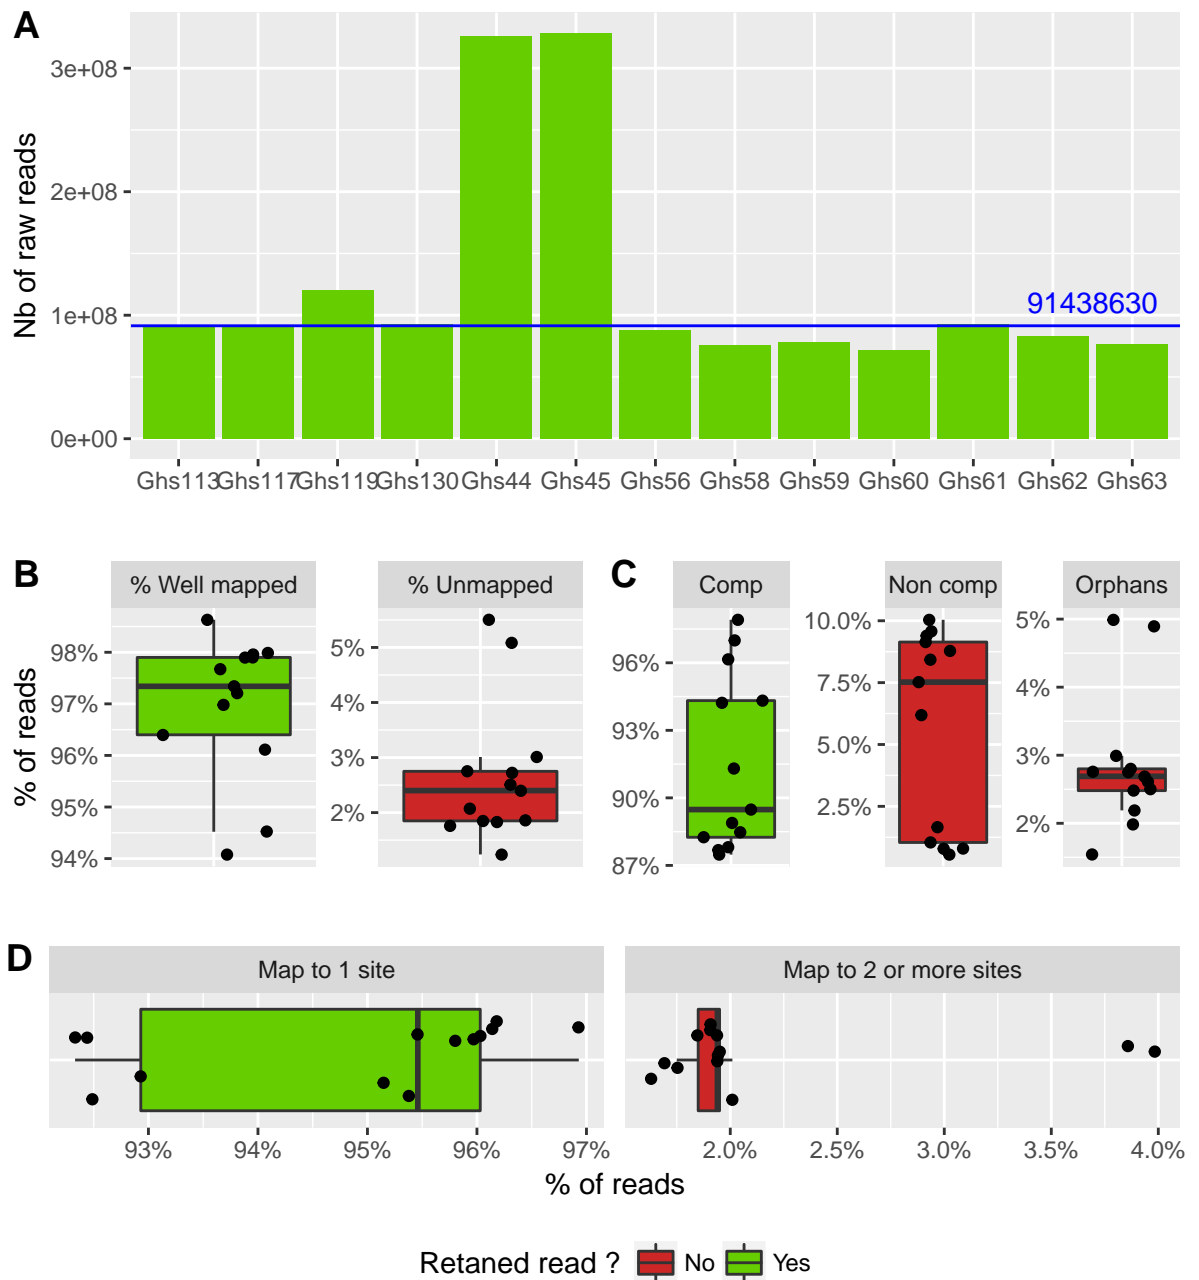 A
Nb of raw reads
3e+08
2e+08
1e+08
0e+00
91438630
Ghs113 Ghs117 Ghs119 Ghs130 Ghs44 Ghs45 Ghs56 Ghs58 Ghs59 Ghs60 Ghs61 Ghs62 Ghs63
B
% of reads
% Well mapped
98%
97%
96%
95%
94%
% Unmapped
5%
4%
3%
2%
C
Comp
96%
93%
90%
87%
Non comp
10.0%
7.5%
5.0%
2.5%
Orphans
5%
4%
3%
2%
D
Map to 1 site
93% 94% 95% 96% 97%
Map to 2 or more sites
2.0% 2.5% 3.0% 3.5% 4.0%
% of reads
Retaned read ? No Yes